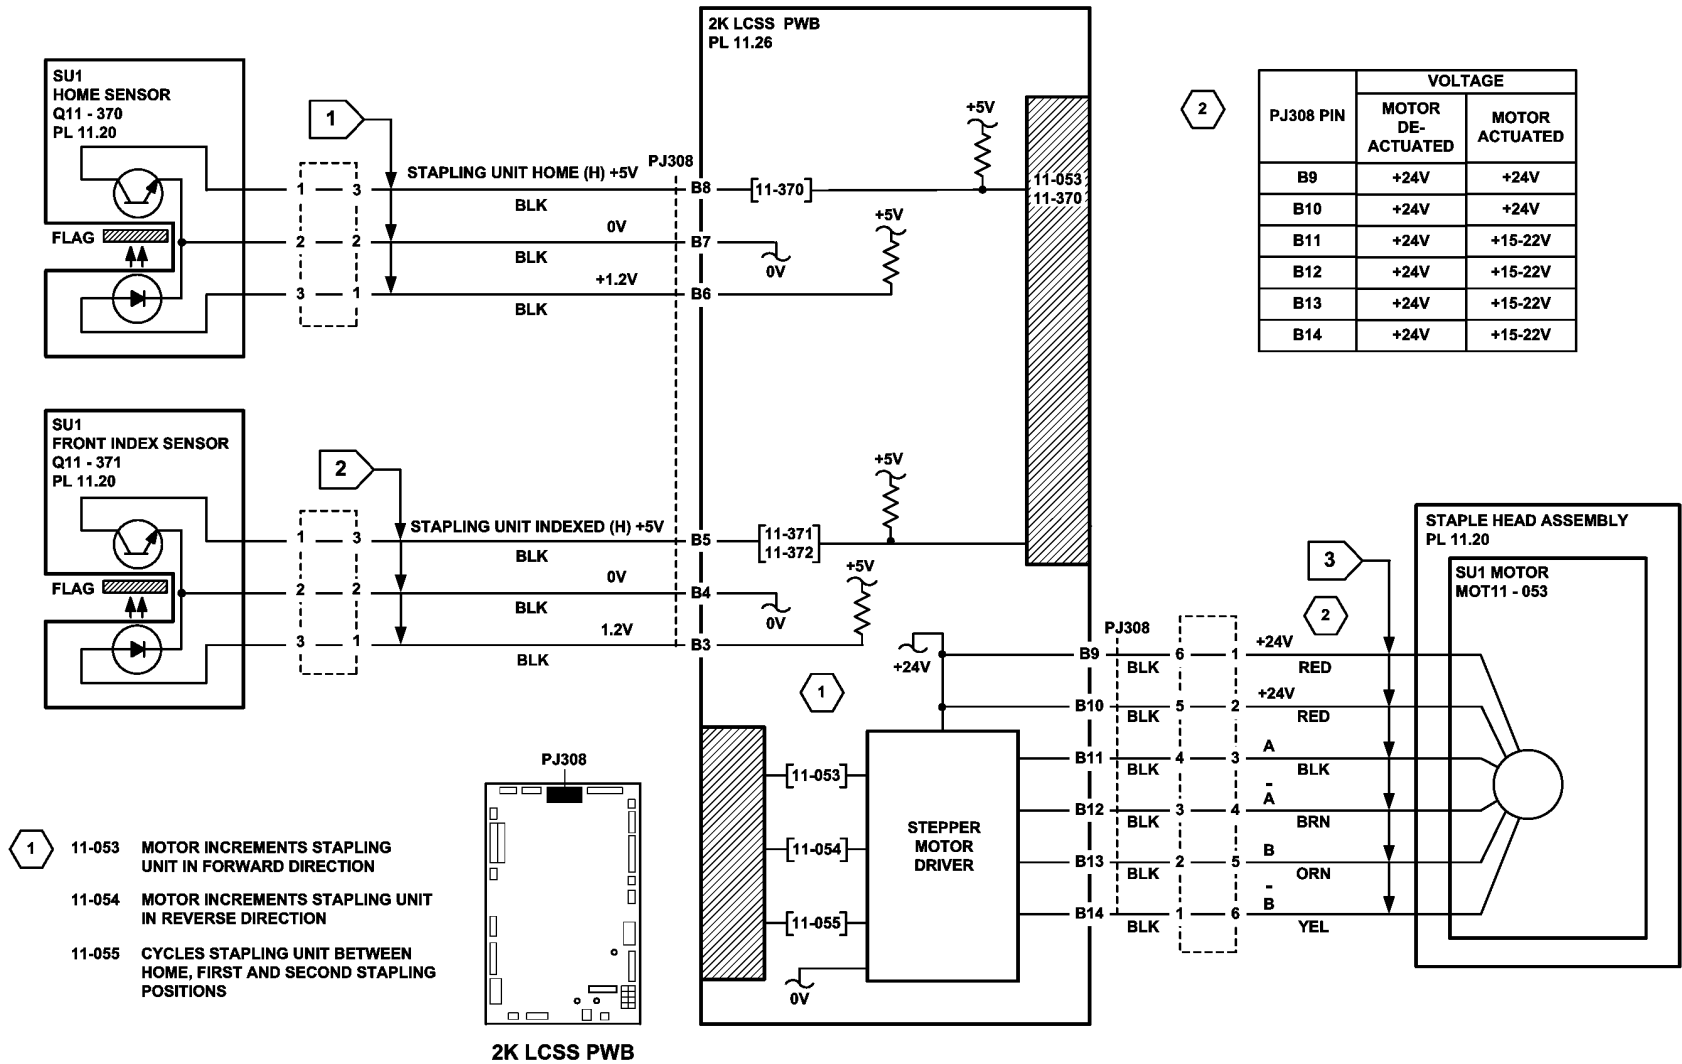 2K LCSS PWB
PL 11.26
SU1
HOME SENSOR
Q11 - 370
PL 11.20
FLAG
1
1
2
3
3
2
1
STAPLING UNIT HOME (H) +5V
BLK
0V
BLK
+1.2V
BLK
PJ308
B8
B7
B6
[11-370]
0V
+5V
+5V
11-053
11-370
2
PJ308 PIN
VOLTAGE
MOTOR
DE-
ACTUATED
MOTOR
ACTUATED
B9 +24V +24V
B10 +24V +24V
B11 +24V +15-22V
B12 +24V +15-22V
B13 +24V +15-22V
B14 +24V +15-22V
SU1
FRONT INDEX SENSOR
Q11 - 371
PL 11.20
FLAG
2
1
2
3
3
2
1
STAPLING UNIT INDEXED (H) +5V
BLK
0V
BLK
1.2V
BLK
B5
B4
B3
11-371
11-372
0V
+5V
+5V
1
+24V
11-053
11-054
11-055
0V
STEPPER
MOTOR
DRIVER
PJ308
B9 BLK 6 1 +24V RED
B10 BLK 5 2 +24V RED
B11 BLK 4 3 A BLK
B12 BLK 3 4 A̅ BRN
B13 BLK 2 5 B ORN
B14 BLK 1 6 B̅ YEL
3
2
STAPLE HEAD ASSEMBLY
PL 11.20
SU1 MOTOR
MOT11 - 053
1
11-053 MOTOR INCREMENTS STAPLING
UNIT IN FORWARD DIRECTION
11-054 MOTOR INCREMENTS STAPLING UNIT
IN REVERSE DIRECTION
11-055 CYCLES STAPLING UNIT BETWEEN
HOME, FIRST AND SECOND STAPLING
POSITIONS
PJ308
2K LCSS PWB